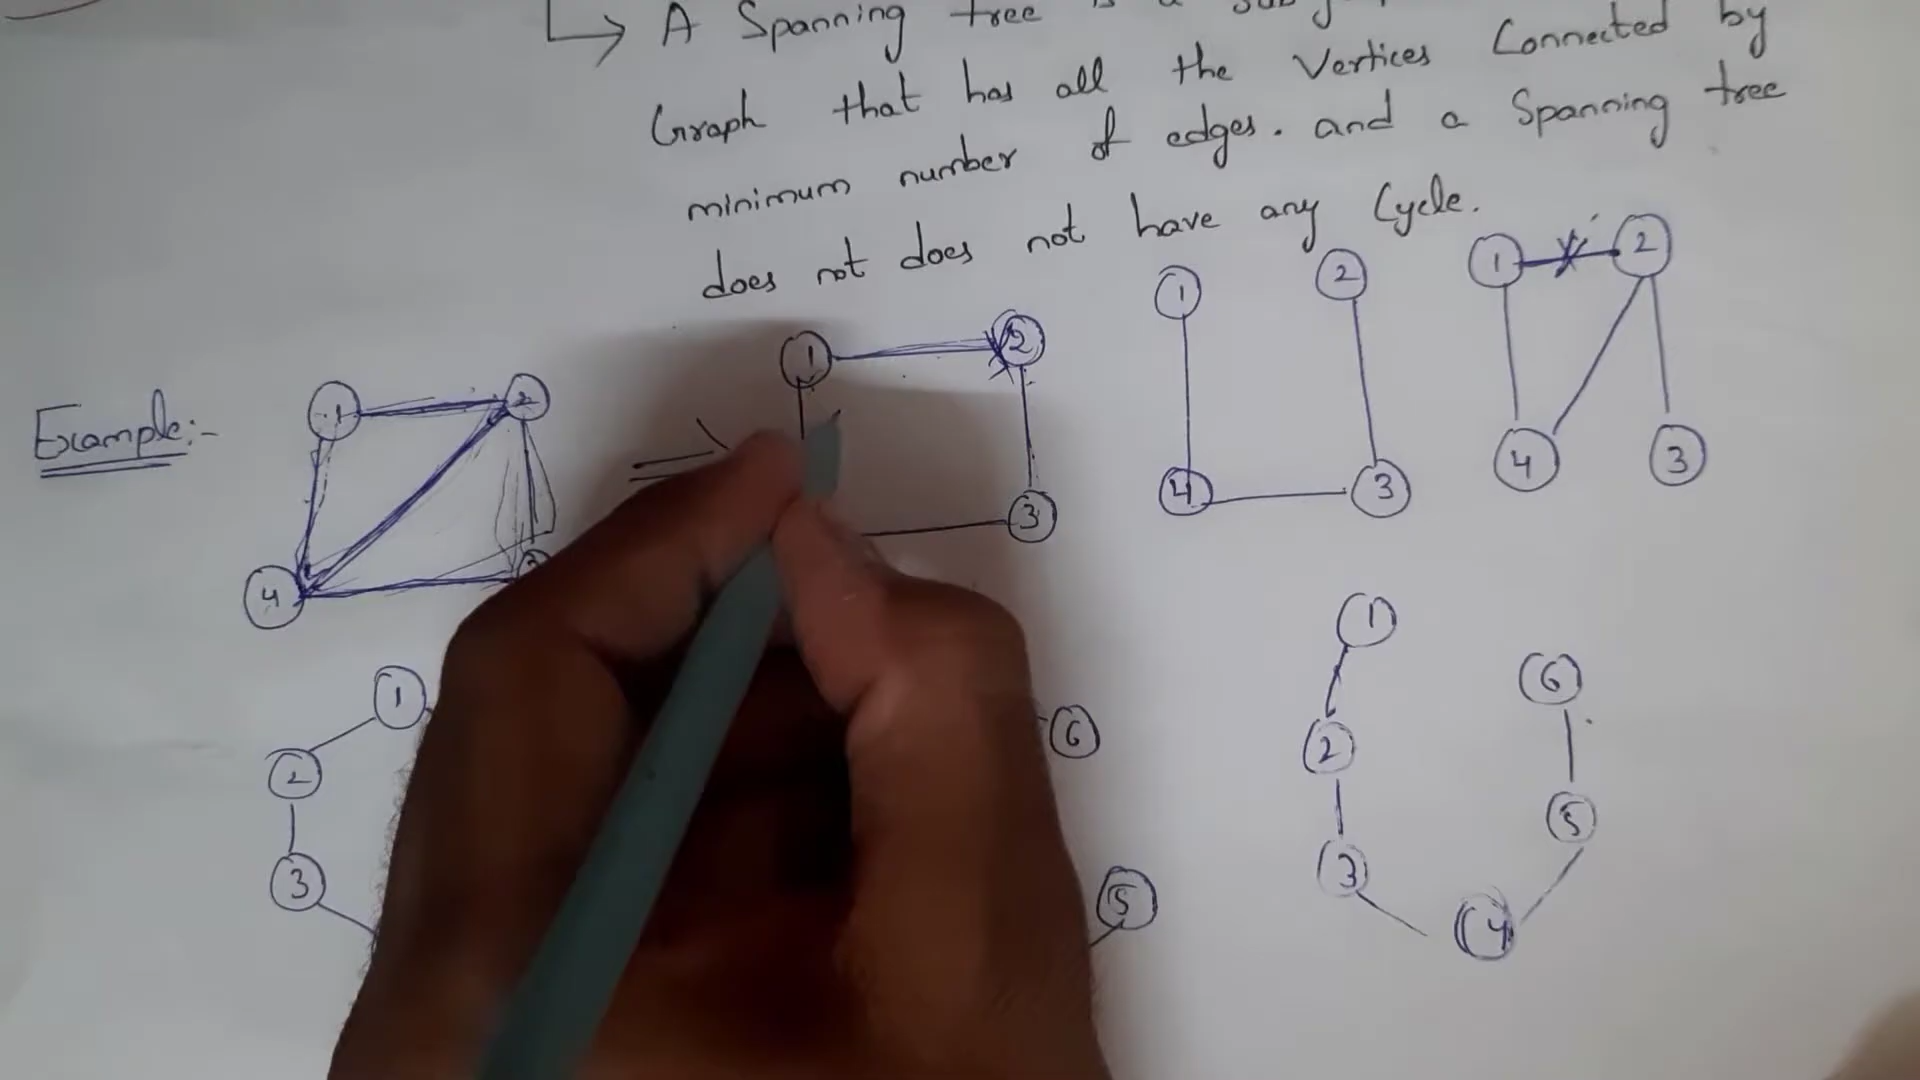 A Spanning tree is a
Graph that has all the Vertices Connected by
minimum number of edges. and a Spanning tree
does not does not have any Cycle.
Example:-
1 2 4
1 2 3
1 2 4 3
1 2 4 3
1 2 3
6 5
1 2 3 4 5 6